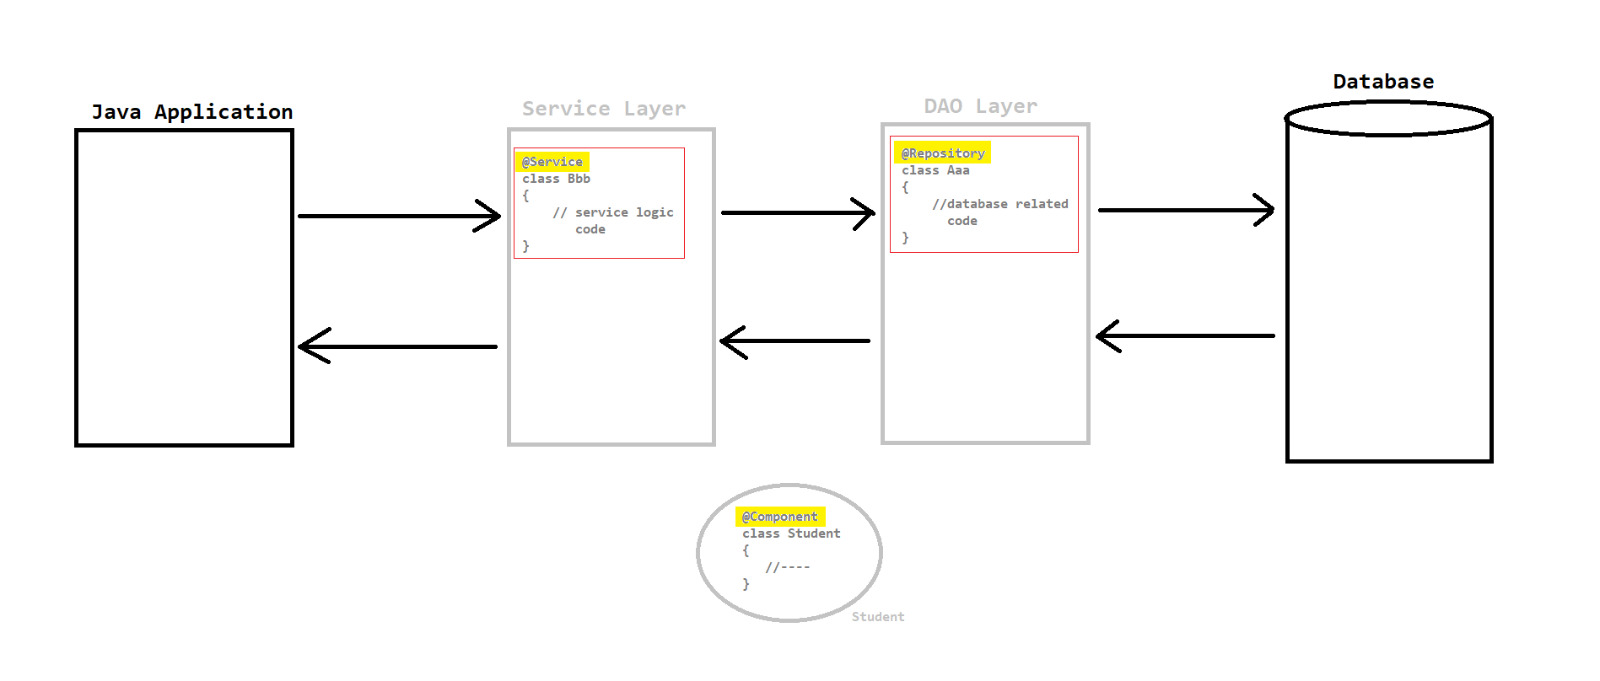 Java Application
Service Layer
@Service
class Bbb
{
// service logic
code
}
DAO Layer
@Repository
class Aaa
{
//database related
code
}
Database
@Component
class Student
{
//----
}
Student